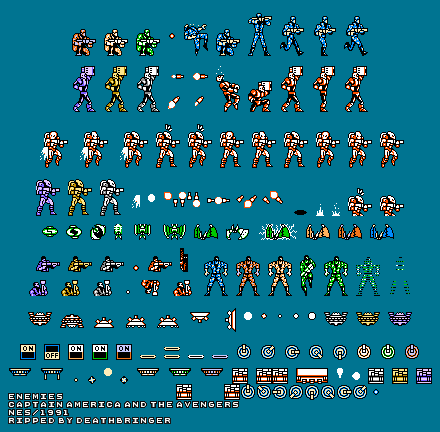 ON OFF ON ON ON
ENEMIES
CAPTAIN AMERICA AND THE AVENGERS
NES/1991
RIPPED BY DEATHBRINGER